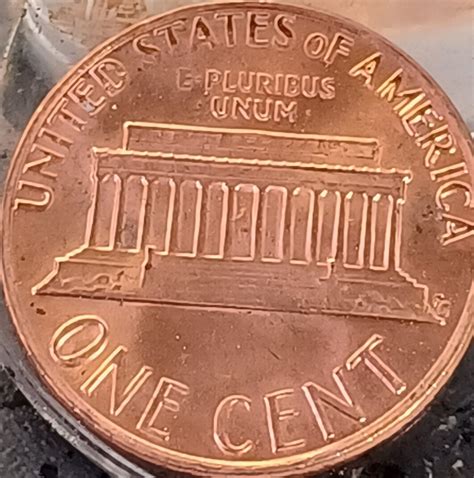 UNITED STATES OF AMERICA
E·PLURIBUS
UNUM
ONE CENT